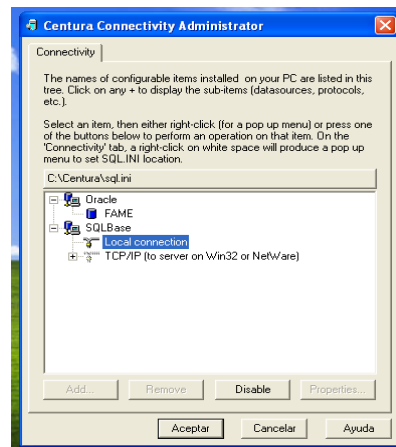 Centura Connectivity Administrator
Connectivity
The names of configurable items installed on your PC are listed in this
tree. Click on any + to display the sub-items (datasources, protocols,
etc.).
Select an item, then either right-click (for a pop up menu) or press one
of the buttons below to perform an operation on that item. On the
'Connectivity' tab, a right-click on white space will produce a pop up
menu to set SQL.INI location.
C:\Centura\sql.ini
Oracle
FAME
SQLBase
Local connection
TCP/IP (to server on Win32 or NetWare)
Add... Remove Disable Properties...
Aceptar Cancelar Ayuda